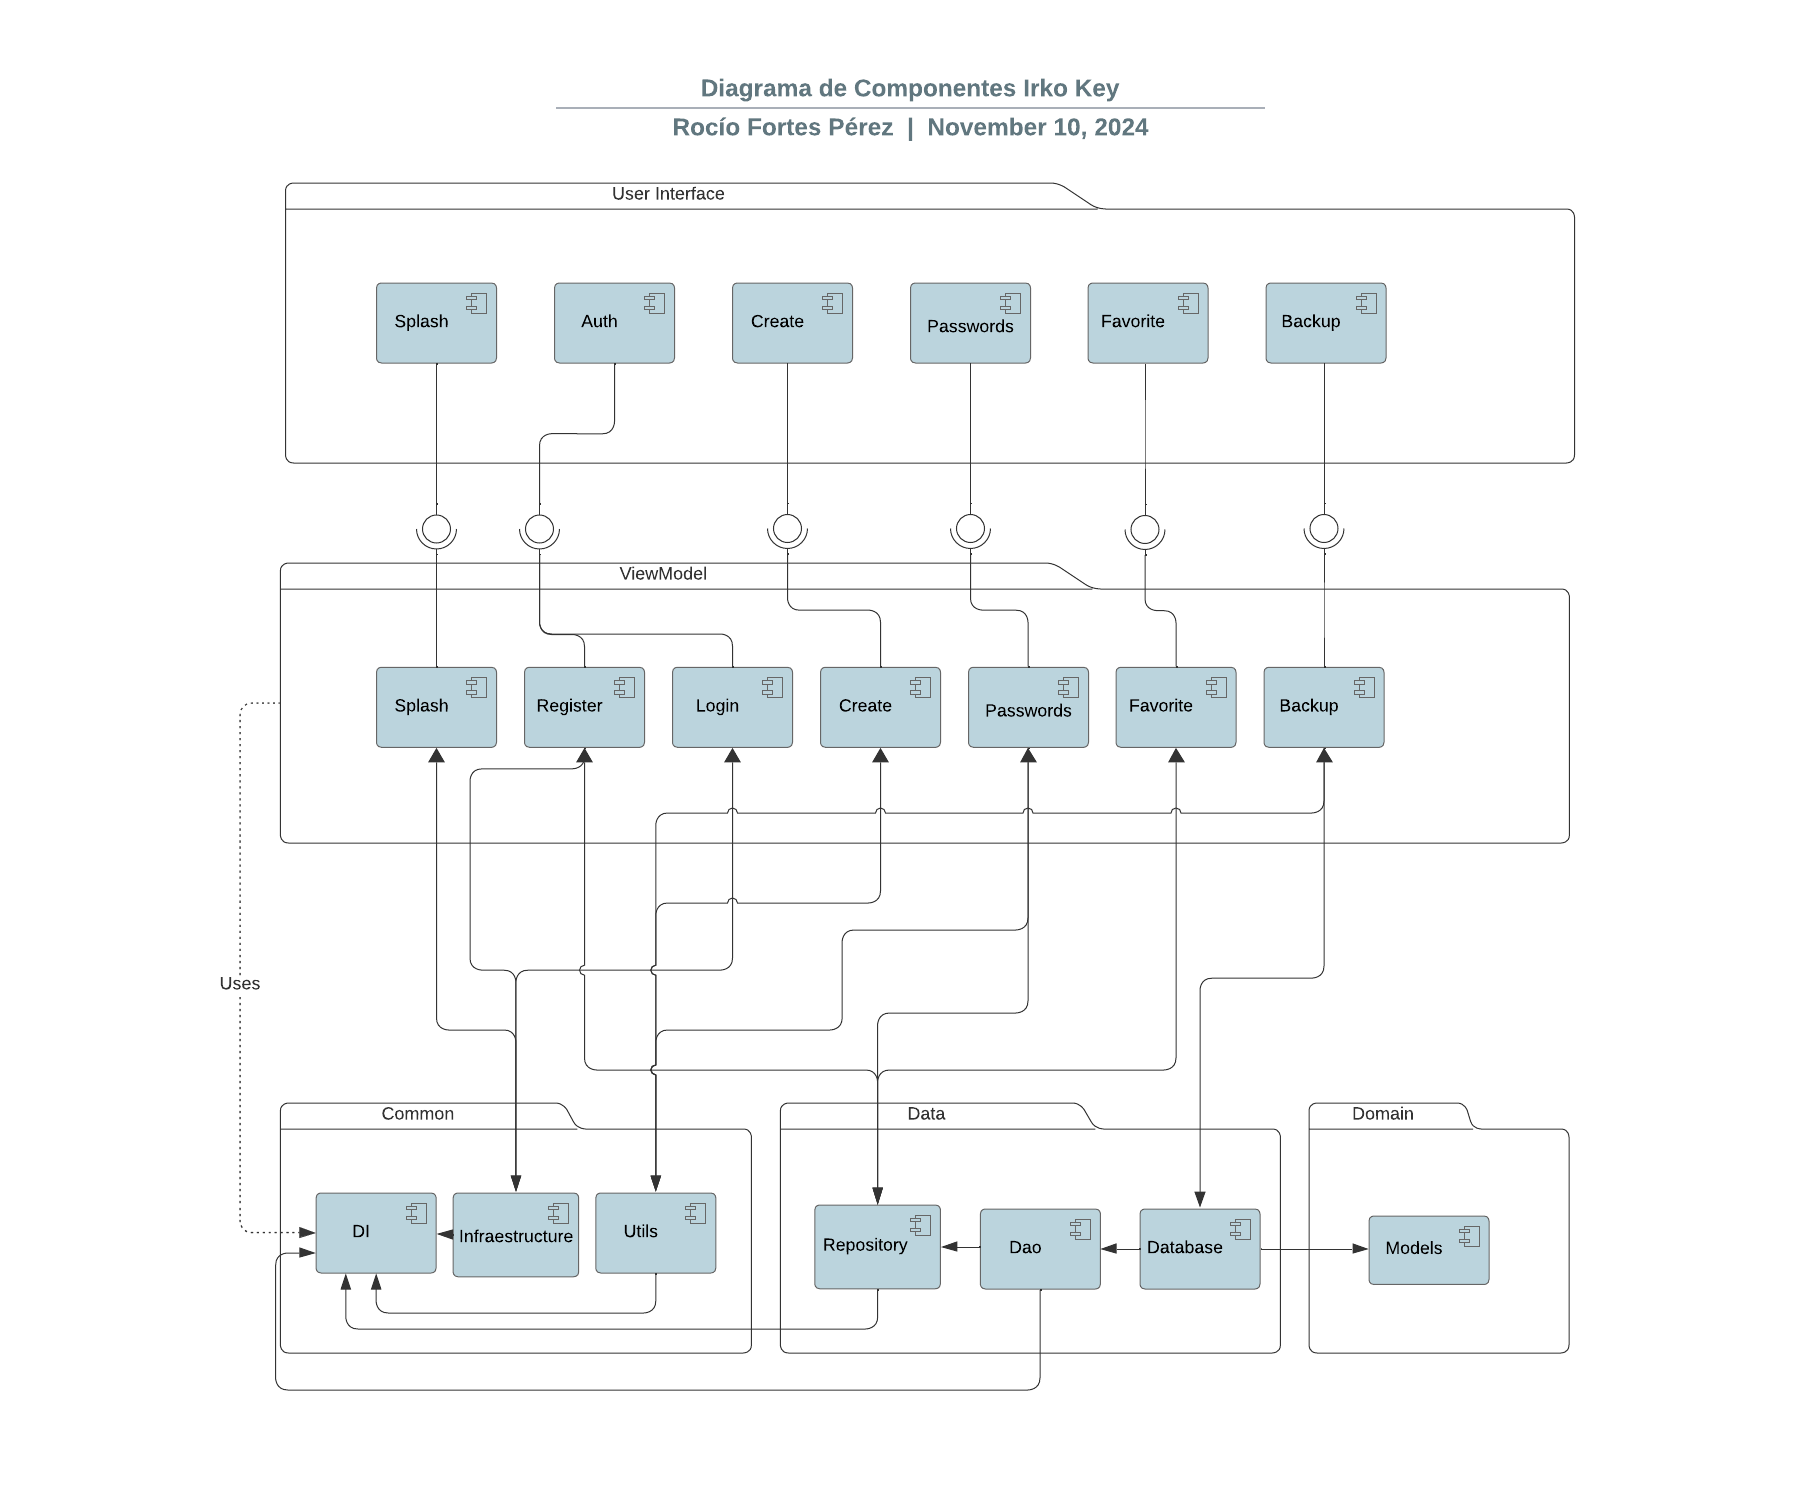 Diagrama de Componentes Irko Key
Rocío Fortes Pérez | November 10, 2024
User Interface
Splash
Auth
Create
Passwords
Favorite
Backup
ViewModel
Splash
Register
Login
Create
Passwords
Favorite
Backup
Uses
Common
Data
Domain
DI
Infraestructure
Utils
Repository
Dao
Database
Models